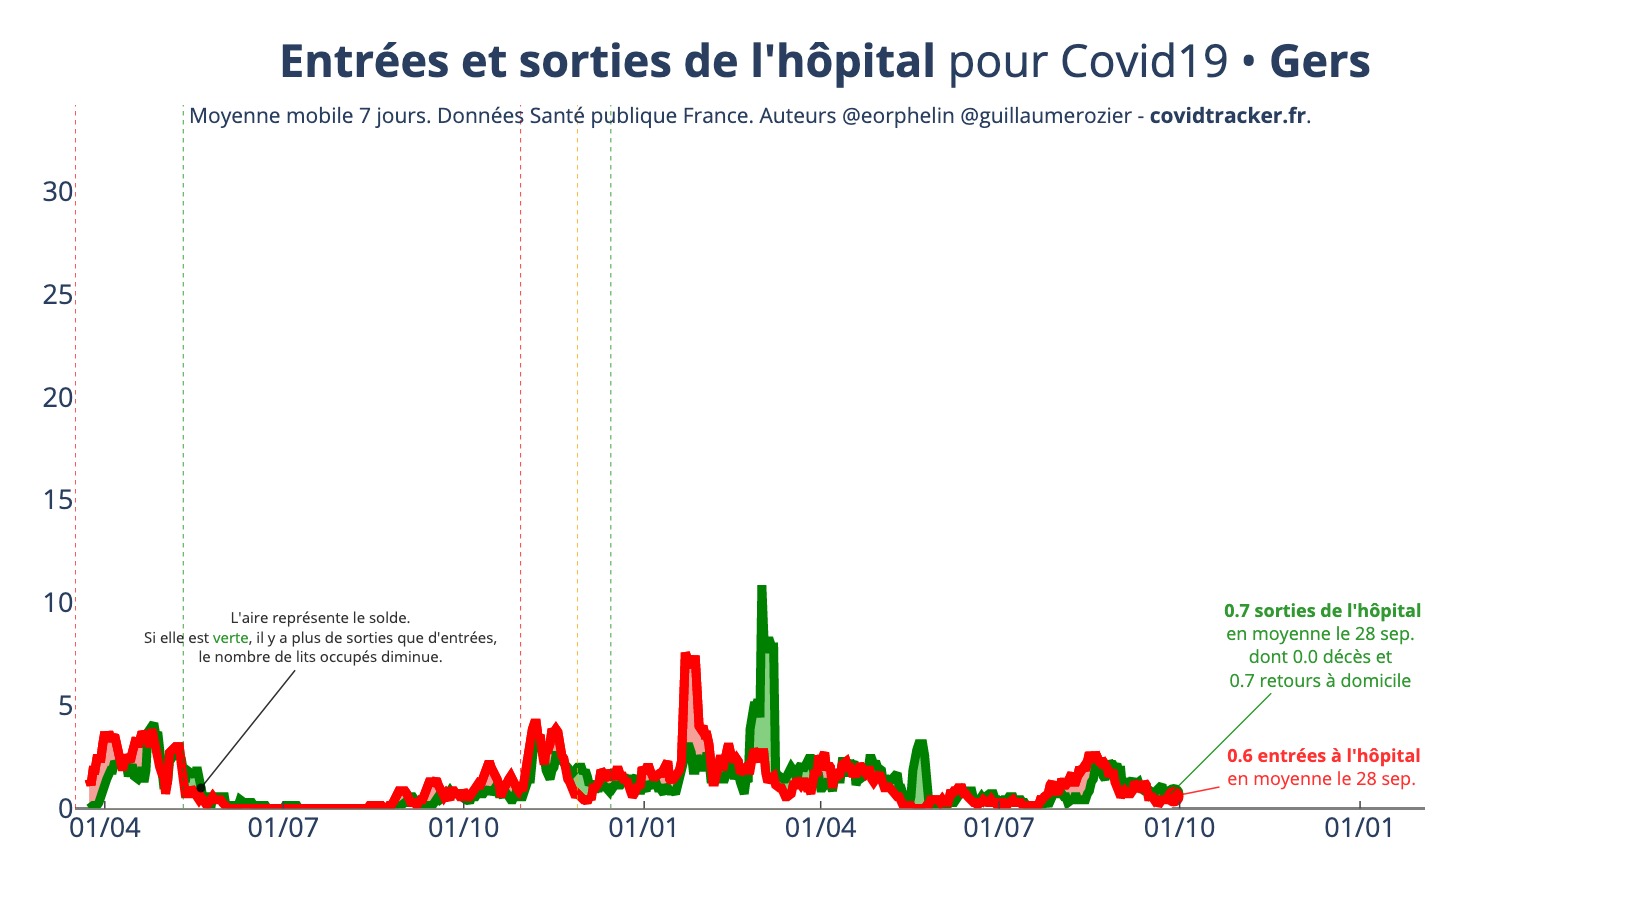 Entrées et sorties de l'hôpital pour Covid19 • Gers
Moyenne mobile 7 jours. Données Santé publique France. Auteurs @eorphelin @guillaumerozier - covidtracker.fr.
30
25
20
15
10
5
0
L'aire représente le solde.
Si elle est verte, il y a plus de sorties que d'entrées,
le nombre de lits occupés diminue.
0.7 sorties de l'hôpital
en moyenne le 28 sep.
dont 0.0 décès et
0.7 retours à domicile
0.6 entrées à l'hôpital
en moyenne le 28 sep.
01/04 01/07 01/10 01/01 01/04 01/07 01/10 01/01